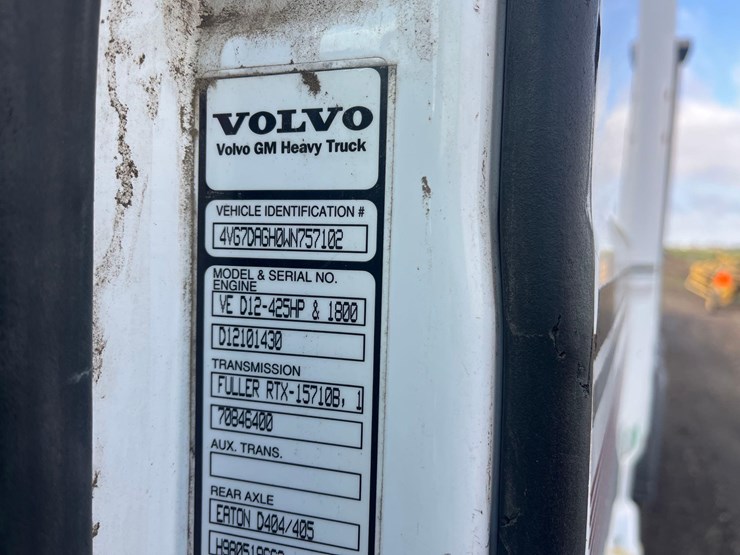 VOLVO
Volvo GM Heavy Truck
VEHICLE IDENTIFICATION #
4VG7DAGH0WN757102
MODEL & SERIAL NO.
ENGINE
VE D12-425HP & 1800
D12101430
TRANSMISSION
FULLER RTX-15710B, 1
70846400
AUX. TRANS.
REAR AXLE
EATON D404/405